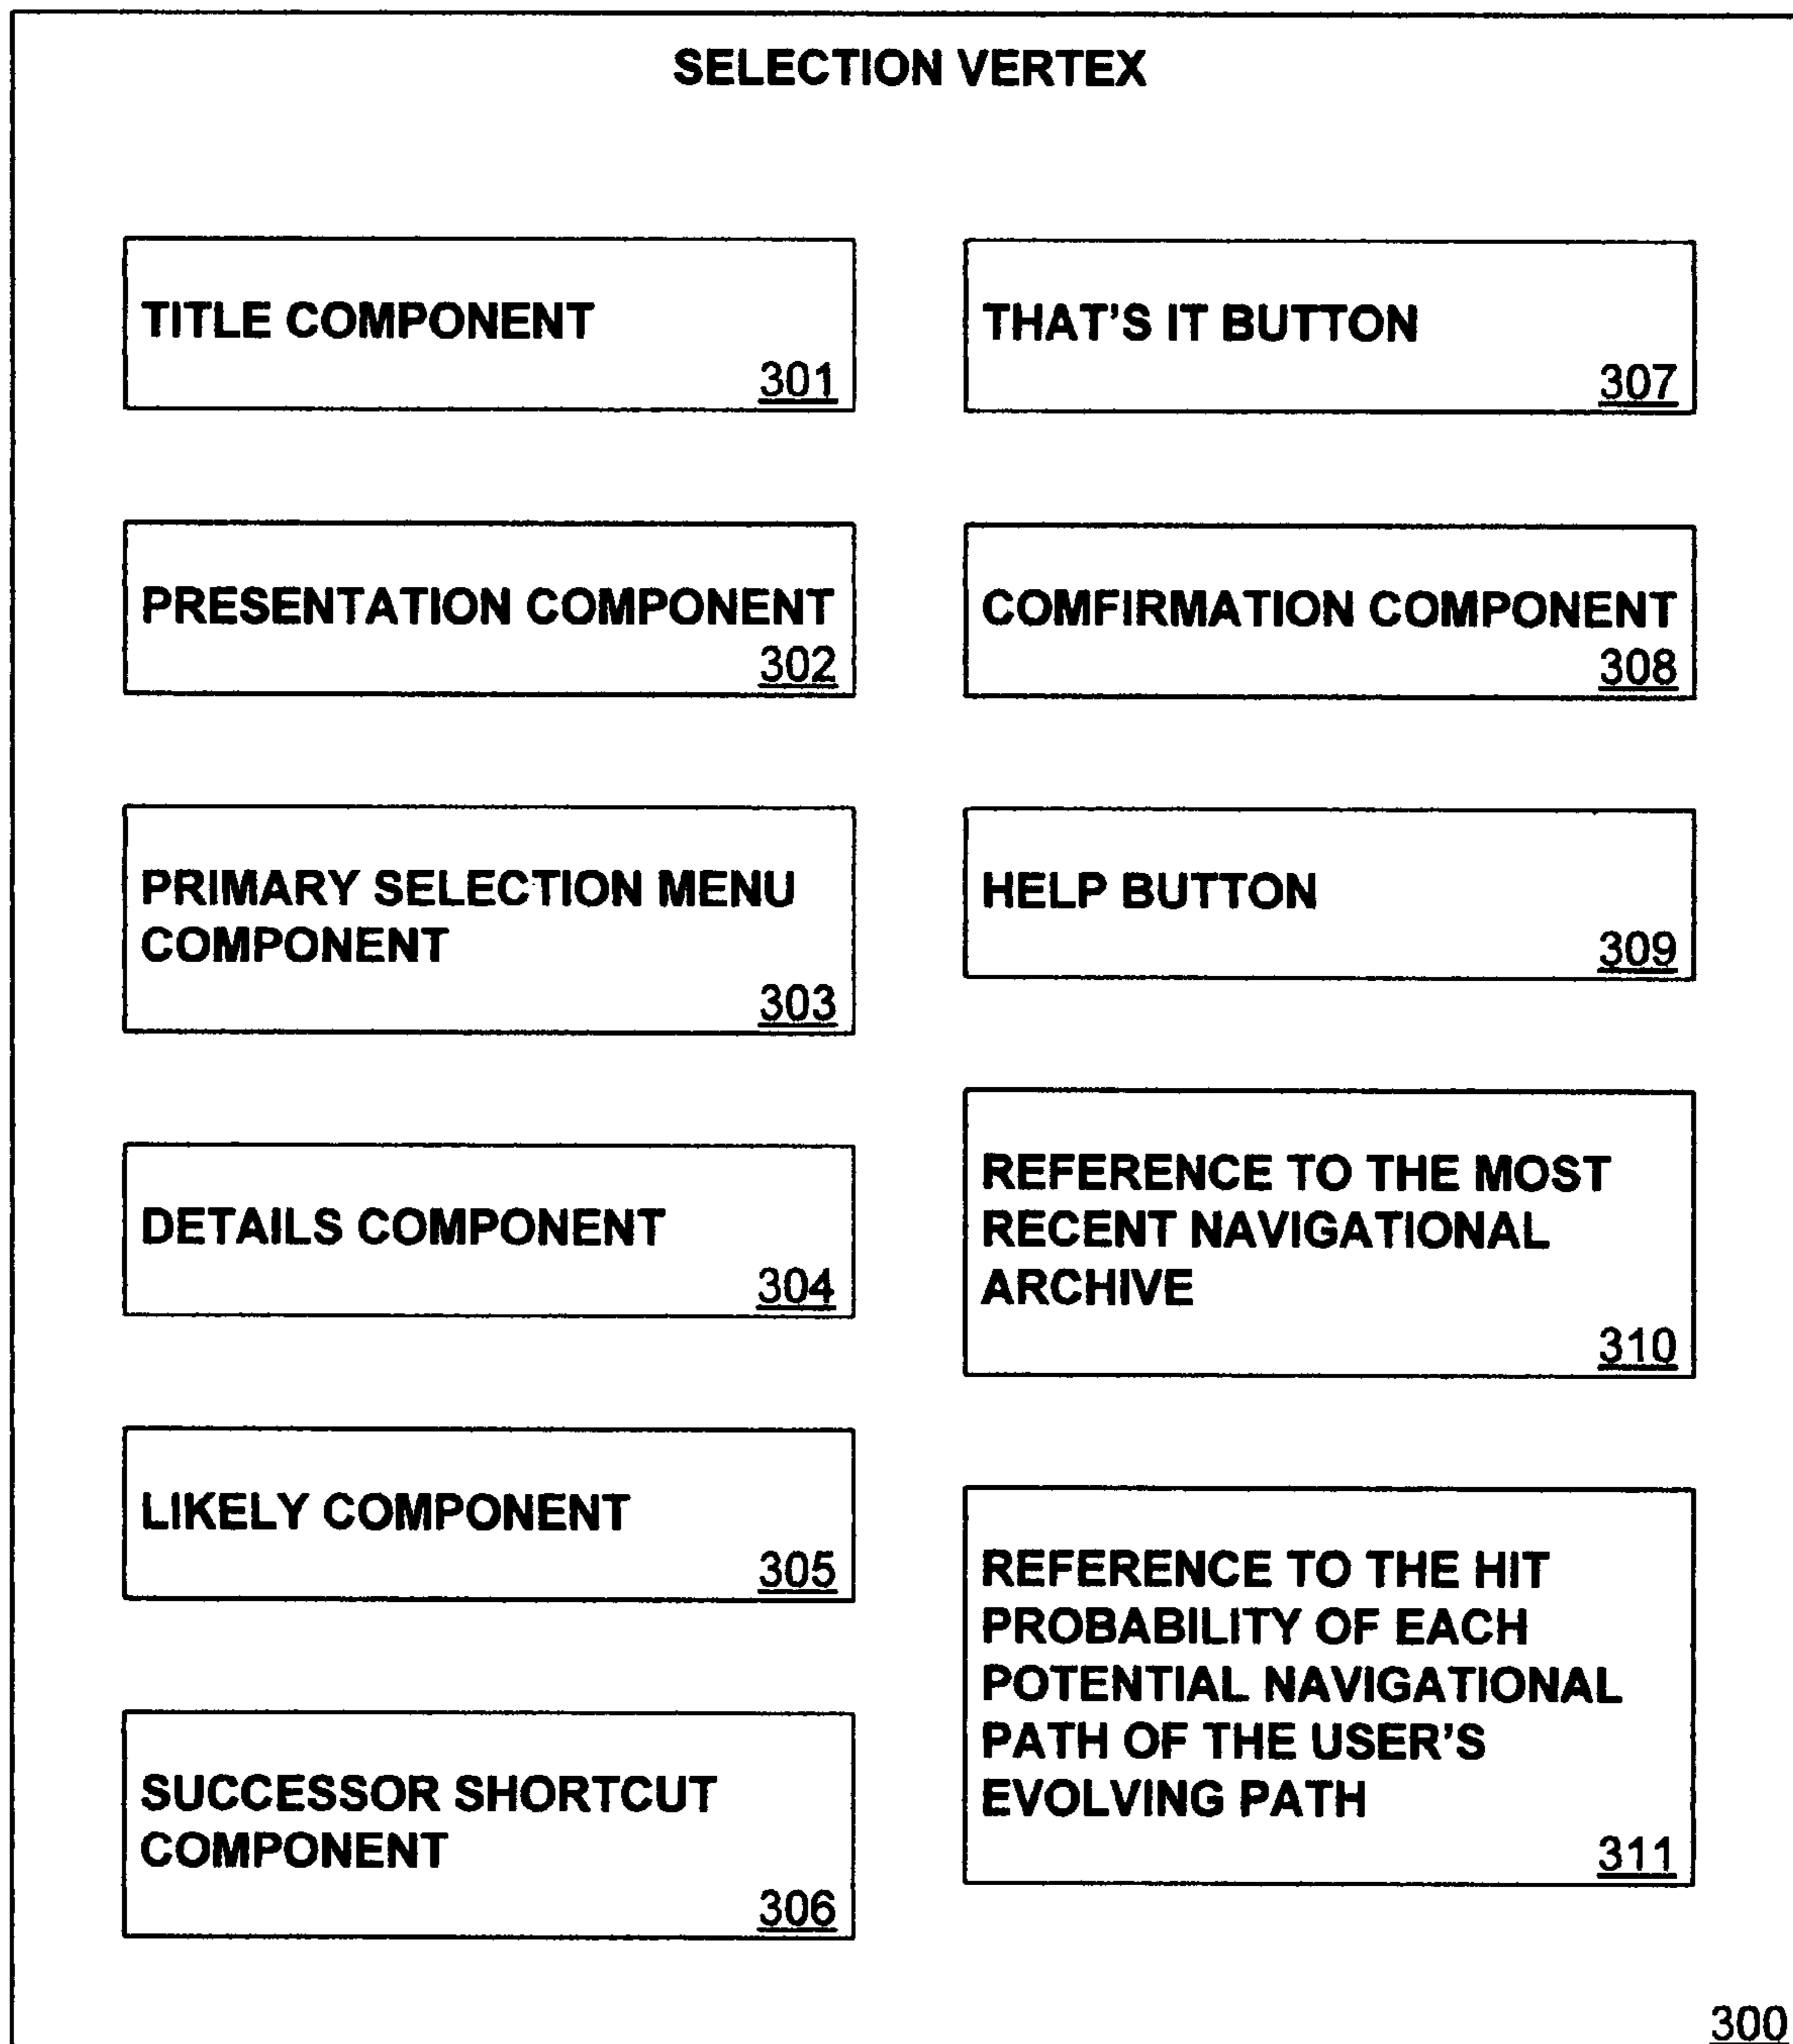 SELECTION VERTEX
TITLE COMPONENT
301
PRESENTATION COMPONENT
302
PRIMARY SELECTION MENU
COMPONENT
303
DETAILS COMPONENT
304
LIKELY COMPONENT
305
SUCCESSOR SHORTCUT
COMPONENT
306
THAT'S IT BUTTON
307
COMFIRMATION COMPONENT
308
HELP BUTTON
309
REFERENCE TO THE MOST
RECENT NAVIGATIONAL
ARCHIVE
310
REFERENCE TO THE HIT
PROBABILITY OF EACH
POTENTIAL NAVIGATIONAL
PATH OF THE USER'S
EVOLVING PATH
311
300